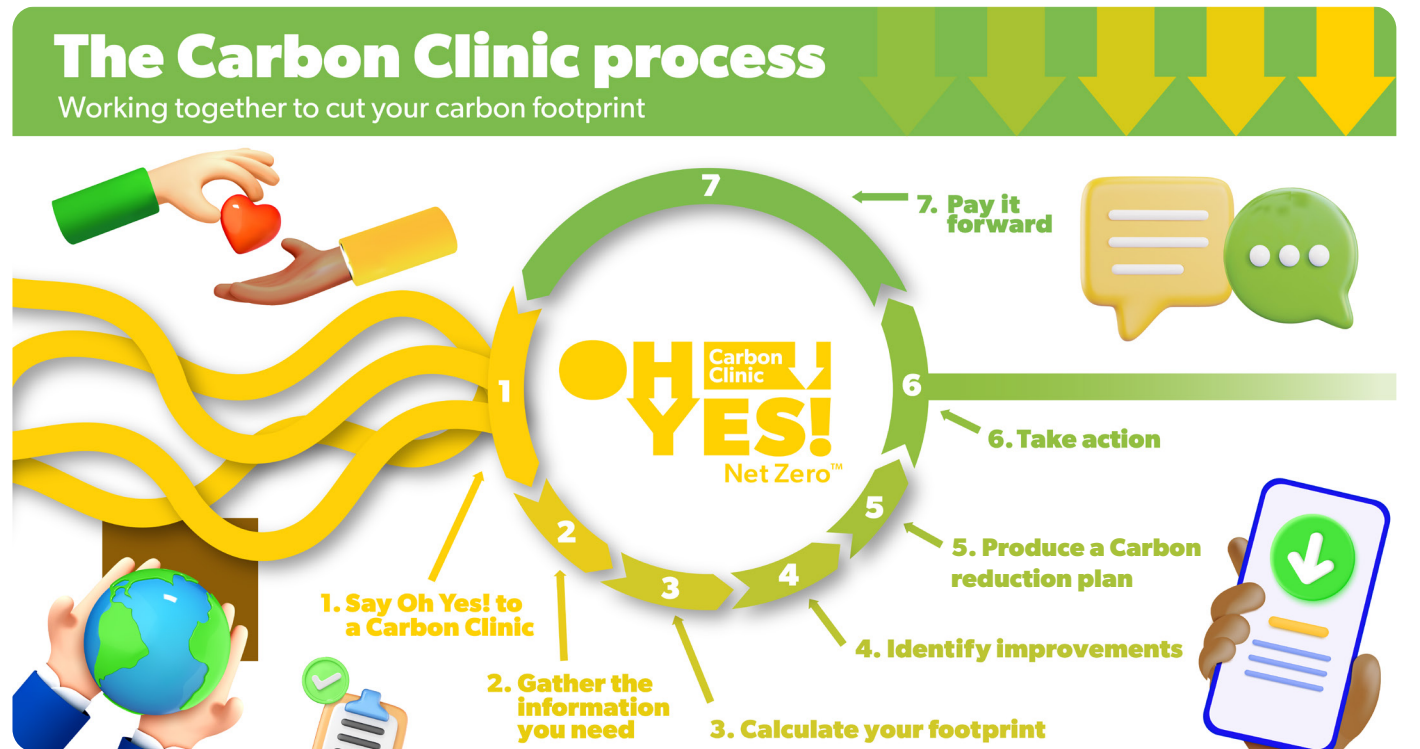 The Carbon Clinic process
Working together to cut your carbon footprint
7
7. Pay it
forward
1
OH
Carbon
Clinic
YES!
Net Zero™
6
6. Take action
5
5. Produce a Carbon
reduction plan
2
3
4
1. Say Oh Yes! to
a Carbon Clinic
4. Identify improvements
2. Gather the
information
you need
3. Calculate your footprint